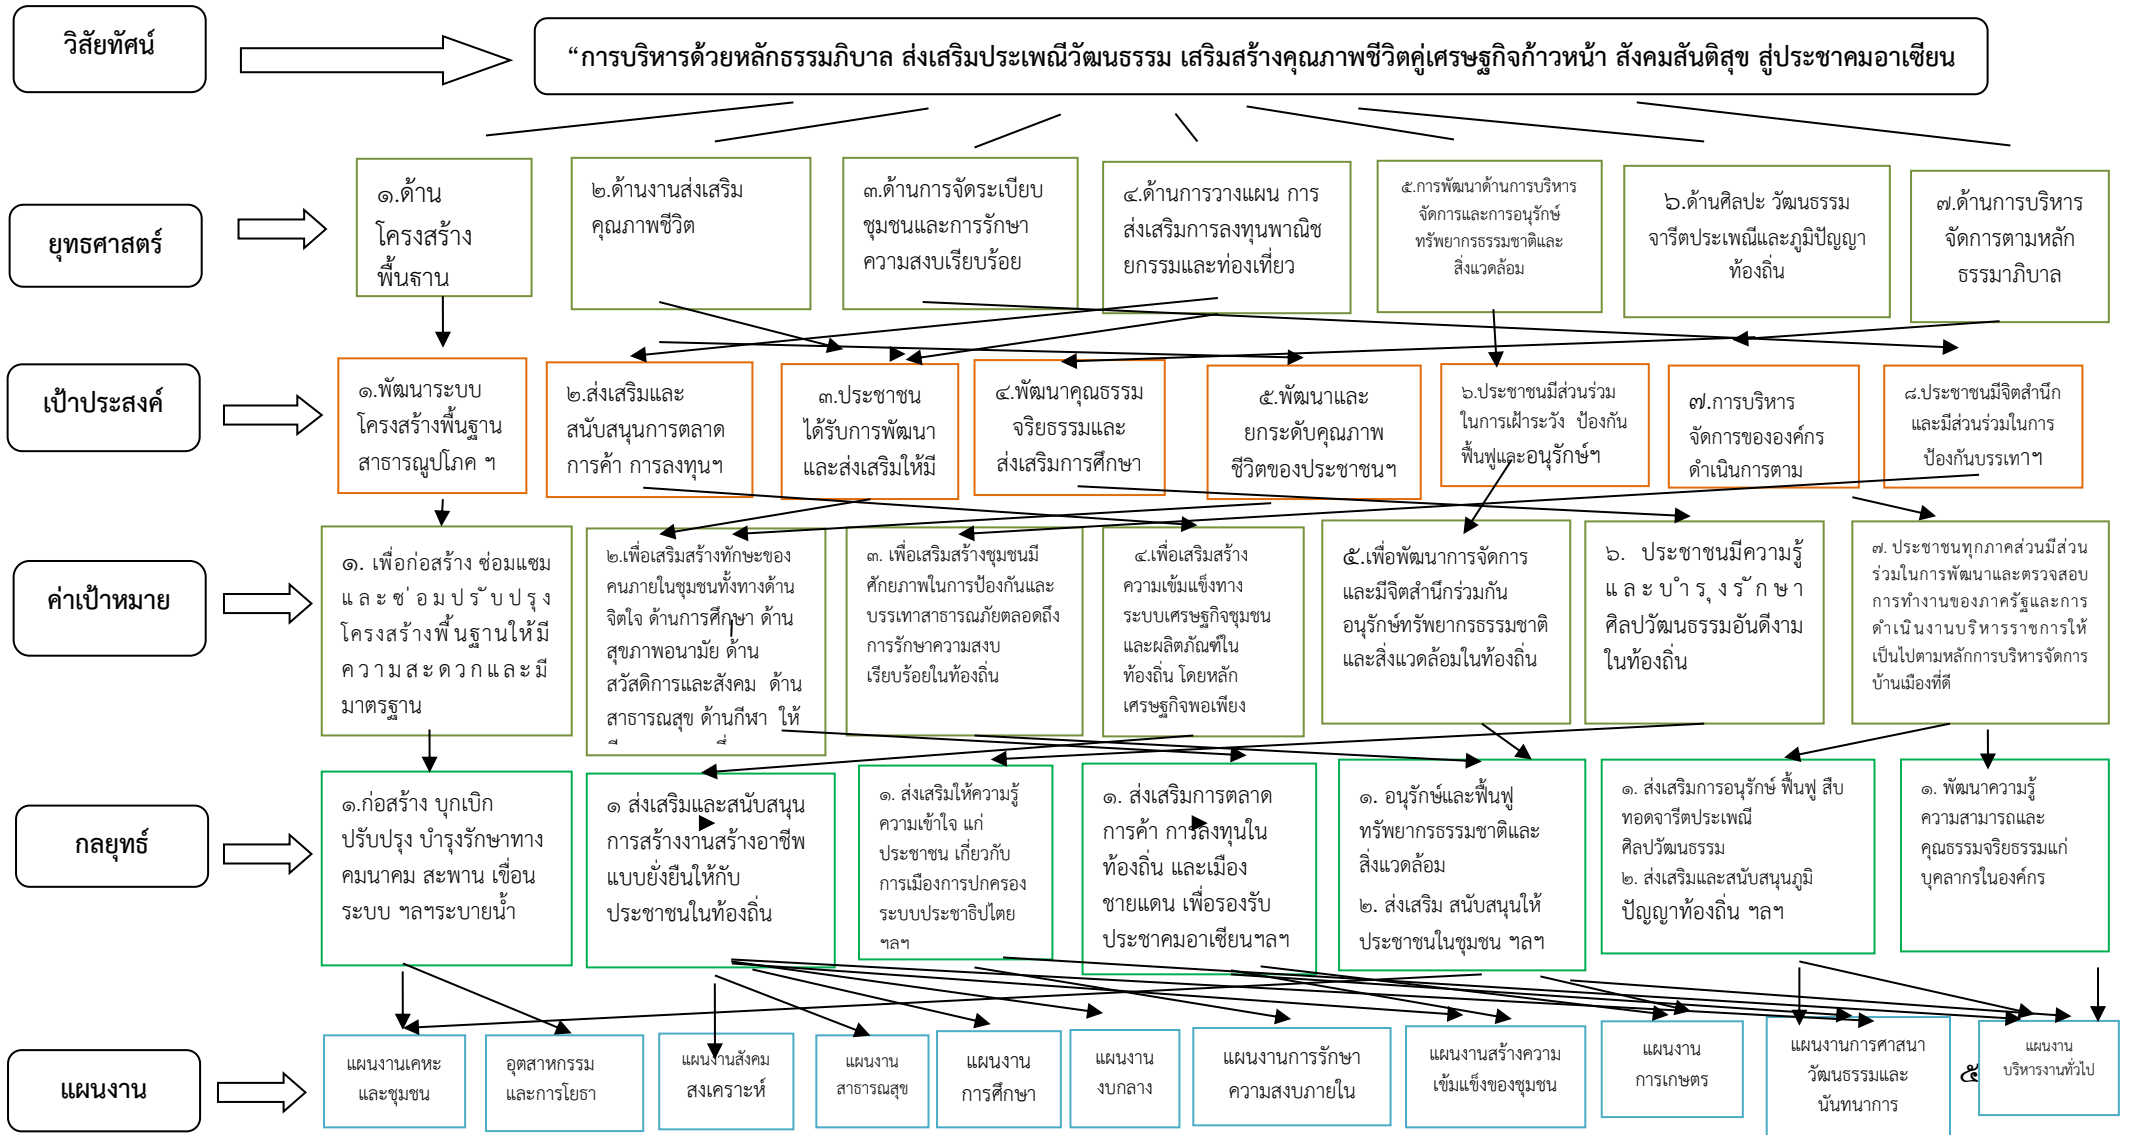 วิสัยทัศน์
“การบริหารด้วยหลักธรรมภิบาล ส่งเสริมประเพณีวัฒนธรรม เสริมสร้างคุณภาพชีวิตคู่เศรษฐกิจก้าวหน้า สังคมสันติสุข สู่ประชาคมอาเซียน
ยุทธศาสตร์
๑.ด้าน
โครงสร้าง
พื้นฐาน
๒.ด้านงานส่งเสริม
คุณภาพชีวิต
๓.ด้านการจัดระเบียบ
ชุมชนและการรักษา
ความสงบเรียบร้อย
๔.ด้านการวางแผน การ
ส่งเสริมการลงทุนพาณิช
ยกรรมและท่องเที่ยว
๕.การพัฒนาด้านการบริหาร
จัดการและการอนุรักษ์
ทรัพยากรธรรมชาติและ
สิ่งแวดล้อม
๖.ด้านศิลปะ วัฒนธรรม
จารีตประเพณีและภูมิปัญญา
ท้องถิ่น
๗.ด้านการบริหาร
จัดการตามหลัก
ธรรมาภิบาล
เป้าประสงค์
๑.พัฒนาระบบ
โครงสร้างพื้นฐาน
สาธารณูปโภค ฯ
๒.ส่งเสริมและ
สนับสนุนการตลาด
การค้า การลงทุนฯ
๓.ประชาชน
ได้รับการพัฒนา
และส่งเสริมให้มี
๔.พัฒนาคุณธรรม
จริยธรรมและ
ส่งเสริมการศึกษา
๕.พัฒนาและ
ยกระดับคุณภาพ
ชีวิตของประชาชนฯ
๖.ประชาชนมีส่วนร่วม
ในการเฝ้าระวัง ป้องกัน
ฟื้นฟูและอนุรักษ์ฯ
๗.การบริหาร
จัดการขององค์กร
ดำเนินการตาม
๘.ประชาชนมีจิตสำนึก
และมีส่วนร่วมในการ
ป้องกันบรรเทาฯ
ค่าเป้าหมาย
๑. เพื่อก่อสร้าง ซ่อมแซม
และซ่อมปรับปรุง
โครงสร้างพื้นฐานให้มี
ความสะดวกและมี
มาตรฐาน
๒.เพื่อเสริมสร้างทักษะของ
คนภายในชุมชนทั้งทางด้าน
จิตใจ ด้านการศึกษา ด้าน
สุขภาพอนามัย ด้าน
สวัสดิการและสังคม ด้าน
สาธารณสุข ด้านกีฬา ให้
๓. เพื่อเสริมสร้างชุมชนมี
ศักยภาพในการป้องกันและ
บรรเทาสาธารณภัยตลอดถึง
การรักษาความสงบ
เรียบร้อยในท้องถิ่น
๔.เพื่อเสริมสร้าง
ความเข้มแข็งทาง
ระบบเศรษฐกิจชุมชน
และผลิตภัณฑ์ใน
ท้องถิ่น โดยหลัก
เศรษฐกิจพอเพียง
๕.เพื่อพัฒนาการจัดการ
และมีจิตสำนึกร่วมกัน
อนุรักษ์ทรัพยากรธรรมชาติ
และสิ่งแวดล้อมในท้องถิ่น
๖. ประชาชนมีความรู้
และบำรุงรักษา
ศิลปวัฒนธรรมอันดีงาม
ในท้องถิ่น
๗. ประชาชนทุกภาคส่วนมีส่วน
ร่วมในการพัฒนาและตรวจสอบ
การทำงานของภาครัฐและการ
ดำเนินงานบริหารราชการให้
เป็นไปตามหลักการบริหารจัดการ
บ้านเมืองที่ดี
กลยุทธ์
๑.ก่อสร้าง บุกเบิก
ปรับปรุง บำรุงรักษาทาง
คมนาคม สะพาน เขื่อน
ระบบ ฯลฯระบายน้ำ
๑ ส่งเสริมและสนับสนุน
การสร้างงานสร้างอาชีพ
แบบยั่งยืนให้กับ
ประชาชนในท้องถิ่น
๑. ส่งเสริมให้ความรู้
ความเข้าใจ แก่
ประชาชน เกี่ยวกับ
การเมืองการปกครอง
ระบบประชาธิปไตย
ฯลฯ
๑. ส่งเสริมการตลาด
การค้า การลงทุนใน
ท้องถิ่น และเมือง
ชายแดน เพื่อรองรับ
ประชาคมอาเซียนฯลฯ
๑. อนุรักษ์และฟื้นฟู
ทรัพยากรธรรมชาติและ
สิ่งแวดล้อม
๒. ส่งเสริม สนับสนุนให้
ประชาชนในชุมชน ฯลฯ
๑. ส่งเสริมการอนุรักษ์ ฟื้นฟู สืบ
ทอดจารีตประเพณี
ศิลปวัฒนธรรม
๒. ส่งเสริมและสนับสนุนภูมิ
ปัญญาท้องถิ่น ฯลฯ
๑. พัฒนาความรู้
ความสามารถและ
คุณธรรมจริยธรรมแก่
บุคลากรในองค์กร
แผนงาน
แผนงานเคหะ
และชุมชน
อุตสาหกรรม
และการโยธา
แผนงานสังคม
สงเคราะห์
แผนงาน
สาธารณสุข
แผนงาน
การศึกษา
แผนงาน
งบกลาง
แผนงานการรักษา
ความสงบภายใน
แผนงานสร้างความ
เข้มแข็งของชุมชน
แผนงาน
การเกษตร
แผนงานการศาสนา
วัฒนธรรมและ
นันทนาการ
๕
แผนงาน
บริหารงานทั่วไป